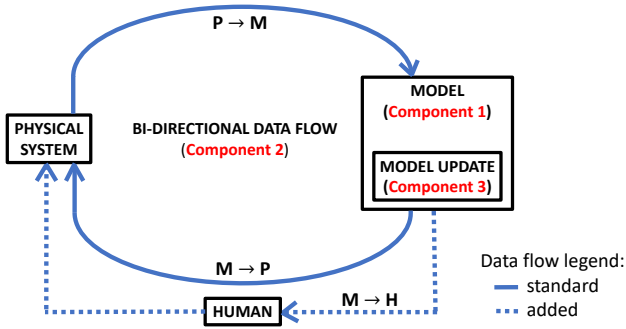 P → M
MODEL
(Component 1)
PHYSICAL
SYSTEM
BI-DIRECTIONAL DATA FLOW
(Component 2)
MODEL UPDATE
(Component 3)
M → P
Data flow legend:
standard
added
M → H
HUMAN